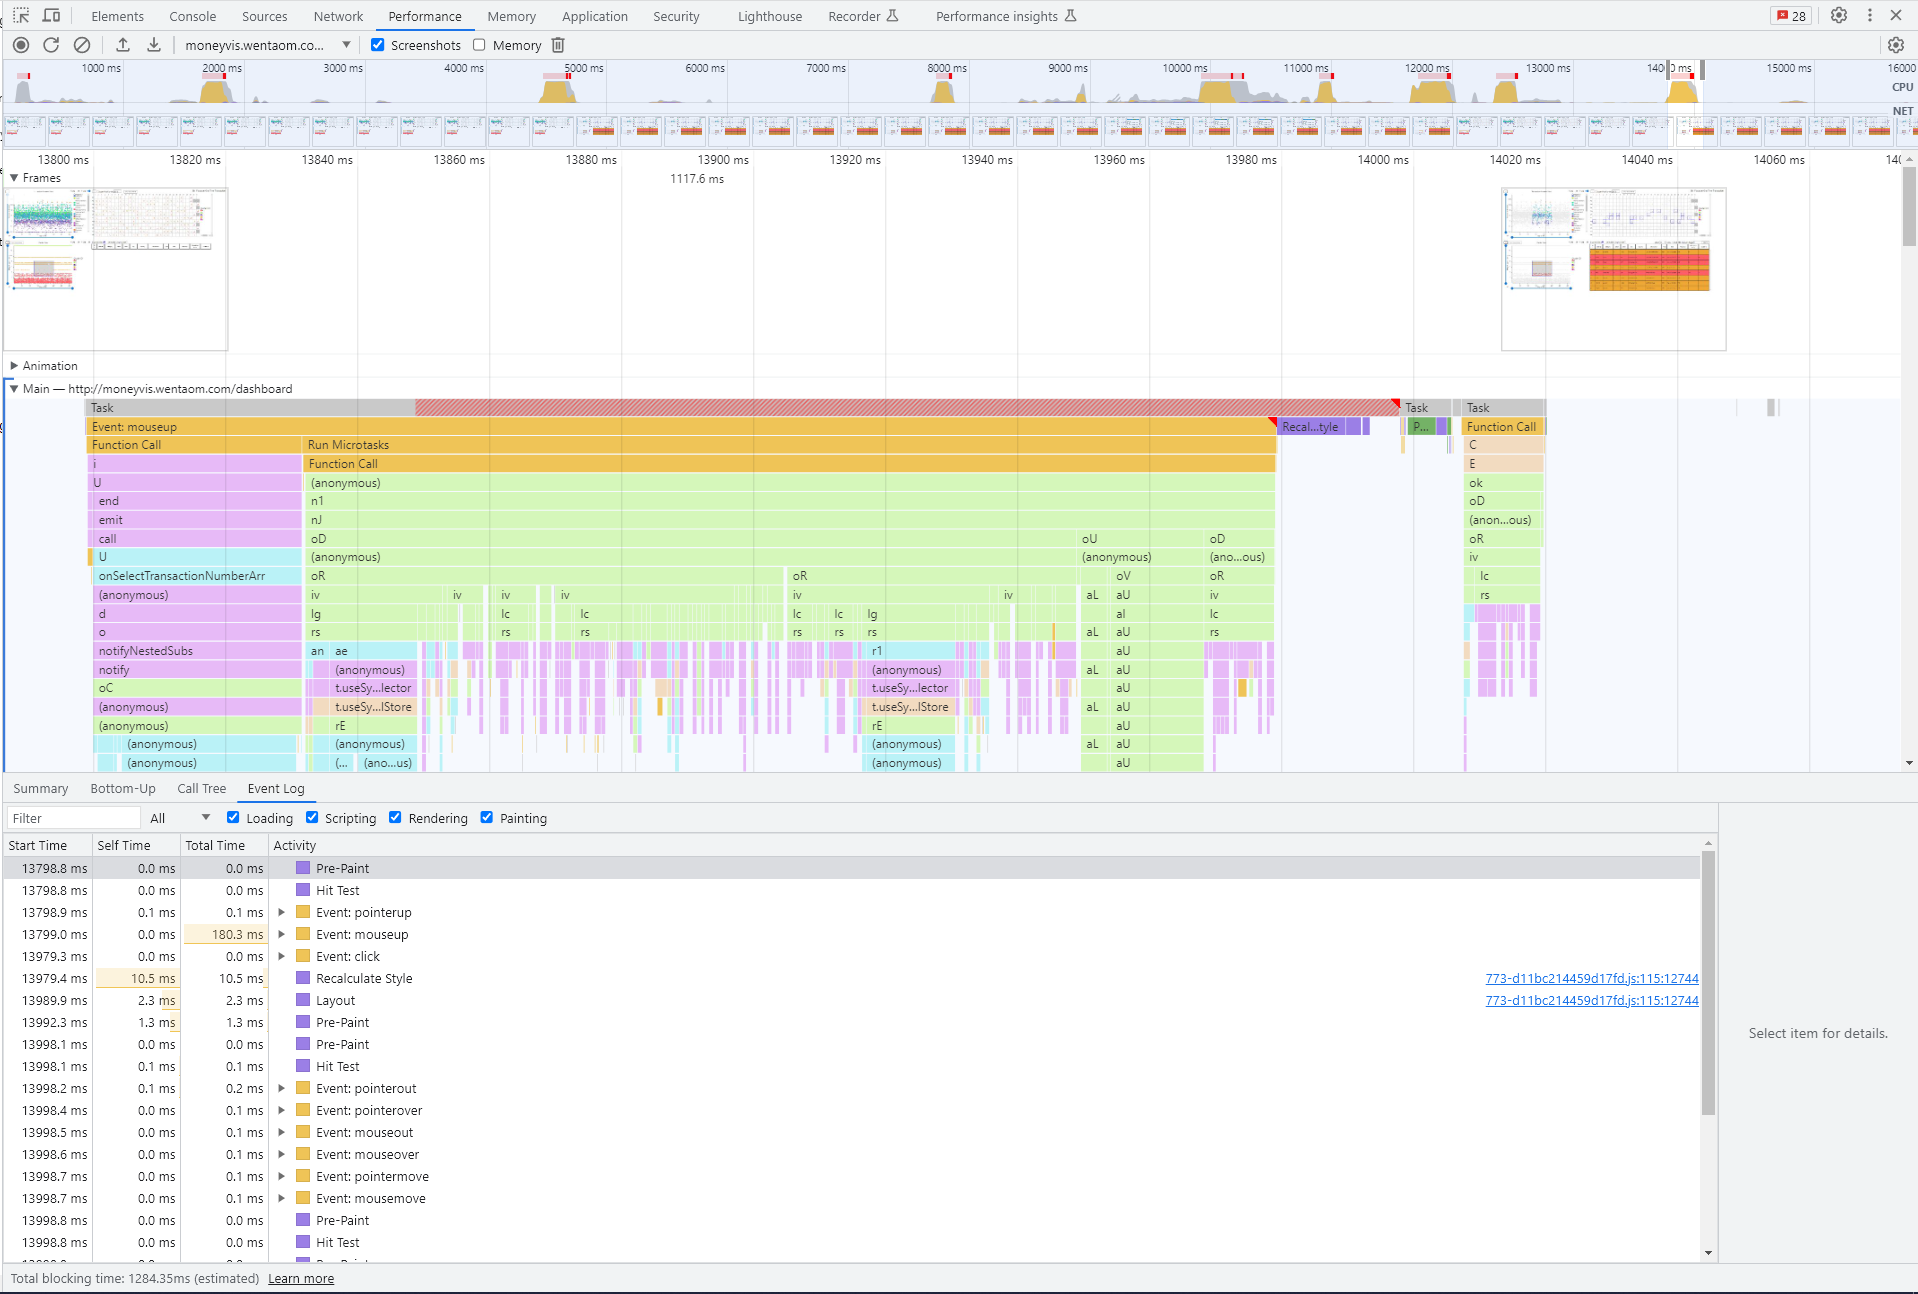 Elements Console Sources Network Performance Memory Application Security Lighthouse Recorder Performance insights 28
moneyvis.wentaom.co... Screenshots Memory
1000 ms 2000 ms 3000 ms 4000 ms 5000 ms 6000 ms 7000 ms 8000 ms 9000 ms 10000 ms 11000 ms 12000 ms 13000 ms 15000 ms 16000
CPU
NET
13800 ms 13820 ms 13840 ms 13860 ms 13880 ms 13900 ms 13920 ms 13940 ms 13960 ms 13980 ms 14000 ms 14020 ms 14040 ms 14060 ms 140
Frames
1117.6 ms
Animation
Main — http://moneyvis.wentaom.com/dashboard
Task Task Task
Event: mouseup Recal...tyle P... Function Call
Function Call Run Microtasks C
i Function Call E
U (anonymous) ok
end n1 oD
emit nJ (anon...ous)
call oD oU oD oR
U (anonymous) (anonymous) (ano...ous) iv
onSelectTransactionNumberArr oR oR oV oR lc
(anonymous) iv iv iv iv iv iv aL aU iv rs
d lg lc lc lc lc lg aI lc
o rs rs rs rs rs rs aL aU rs
notifyNestedSubs an ae r1 aU
notify (anonymous) (anonymous) aL aU
oC t.useSy...lector t.useSy...lector aU
(anonymous) t.useSy...lStore t.useSy...lStore aL aU
(anonymous) rE rE aU
(anonymous) (anonymous) (anonymous) aL aU
(anonymous) (... (ano...us) (anonymous) aU
Summary Bottom-Up Call Tree Event Log
Filter All Loading Scripting Rendering Painting
Start Time Self Time Total Time Activity
13798.8 ms 0.0 ms 0.0 ms Pre-Paint
13798.8 ms 0.0 ms 0.0 ms Hit Test
13798.9 ms 0.1 ms 0.1 ms Event: pointerup
13799.0 ms 0.0 ms 180.3 ms Event: mouseup
13979.3 ms 0.0 ms 0.0 ms Event: click
13979.4 ms 10.5 ms 10.5 ms Recalculate Style 773-d11bc214459d17fd.js:115:12744
13989.9 ms 2.3 ms 2.3 ms Layout 773-d11bc214459d17fd.js:115:12744
13992.3 ms 1.3 ms 1.3 ms Pre-Paint
13998.1 ms 0.0 ms 0.0 ms Pre-Paint
13998.1 ms 0.1 ms 0.1 ms Hit Test
13998.2 ms 0.1 ms 0.2 ms Event: pointerout
13998.4 ms 0.0 ms 0.1 ms Event: pointerover
13998.5 ms 0.0 ms 0.1 ms Event: mouseout
13998.6 ms 0.0 ms 0.1 ms Event: mouseover
13998.7 ms 0.0 ms 0.1 ms Event: pointermove
13998.7 ms 0.0 ms 0.1 ms Event: mousemove
13998.8 ms 0.0 ms 0.0 ms Pre-Paint
13998.8 ms 0.0 ms 0.0 ms Hit Test
Select item for details.
Total blocking time: 1284.35ms (estimated) Learn more